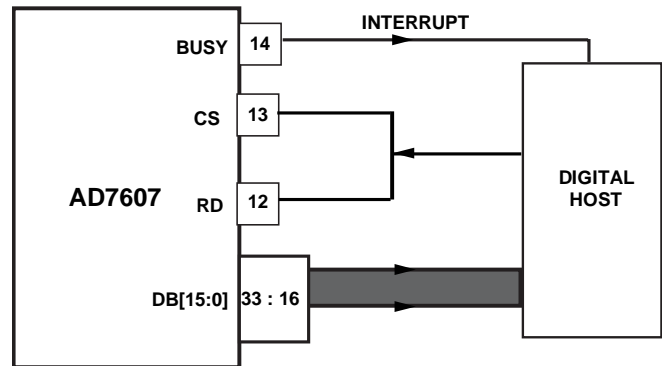 INTERRUPT
BUSY 14
CS 13
AD7607
RD 12
DIGITAL
HOST
DB[15:0] 33 : 16